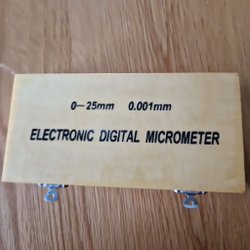 0—25mm 0.001mm
ELECTRONIC DIGITAL MICROMETER